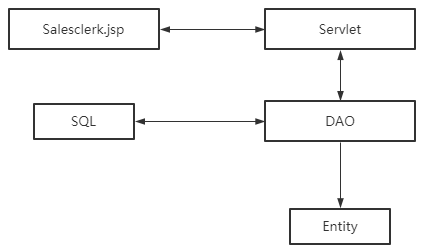 Salesclerk.jsp
Servlet
SQL
DAO
Entity